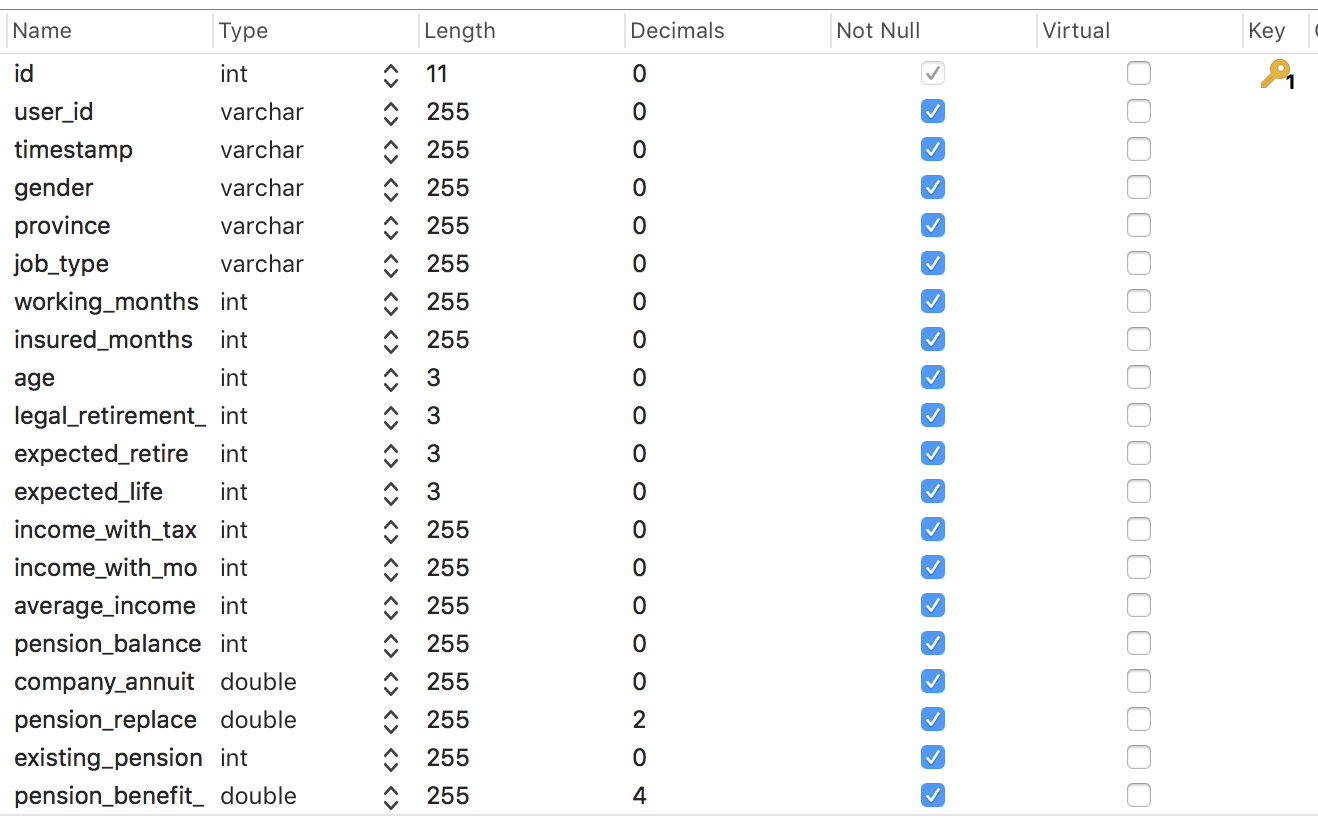 Name Type Length Decimals Not Null Virtual Key
id int 11 0 1
user_id varchar 255 0
timestamp varchar 255 0
gender varchar 255 0
province varchar 255 0
job_type varchar 255 0
working_months int 255 0
insured_months int 255 0
age int 3 0
legal_retirement_ int 3 0
expected_retire int 3 0
expected_life int 3 0
income_with_tax int 255 0
income_with_mo int 255 0
average_income int 255 0
pension_balance int 255 0
company_annuit double 255 0
pension_replace double 255 2
existing_pension int 255 0
pension_benefit_ double 255 4